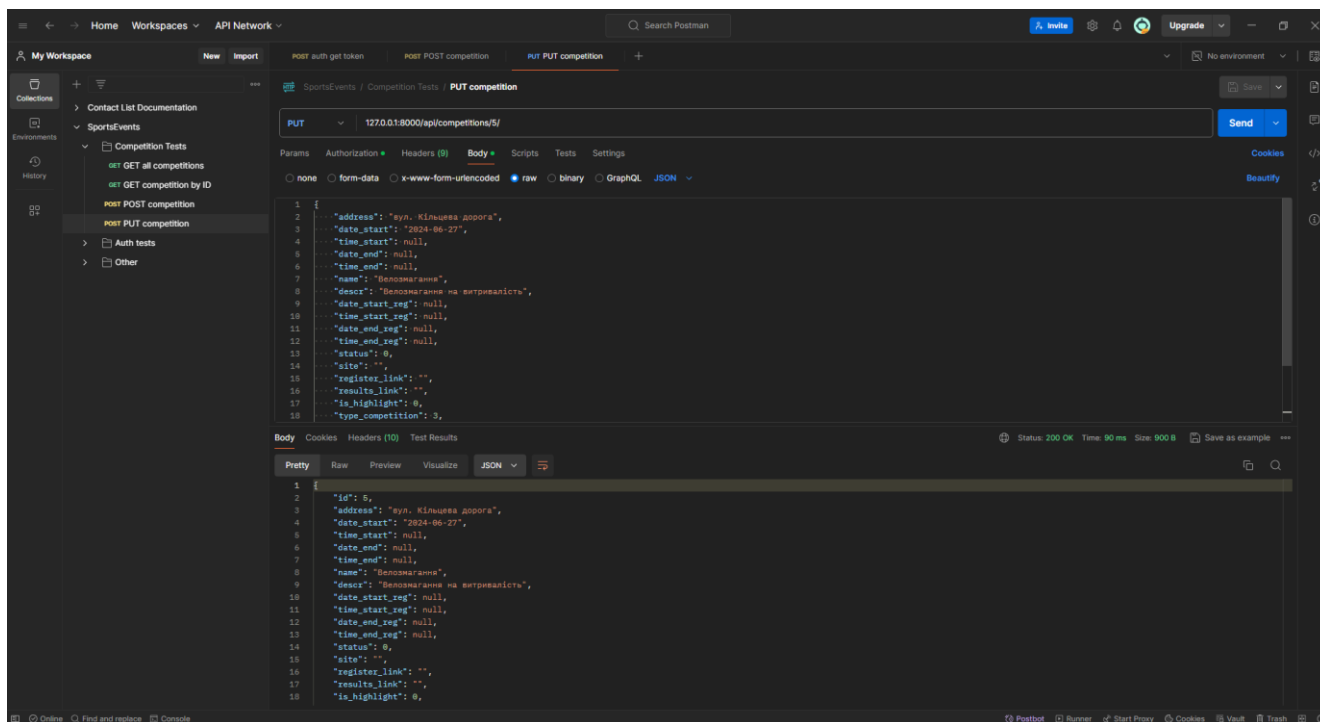 Home Workspaces API Network Search Postman Invite Upgrade
My Workspace New Import POST auth get token POST POST competition PUT PUT competition No environment
Collections
Environments
History
Contact List Documentation
SportsEvents
Competition Tests
GET GET all competitions
GET GET competition by ID
POST POST competition
POST PUT competition
Auth tests
Other
HTTP SportsEvents / Competition Tests / PUT competition Save
PUT 127.0.0.1:8000/api/competitions/5/ Send
Params Authorization Headers (9) Body Scripts Tests Settings Cookies
none form-data x-www-form-urlencoded raw binary GraphQL JSON Beautify
1 {
2 "address": "вул. Кільцева дорога",
3 "date_start": "2024-06-27",
4 "time_start": null,
5 "date_end": null,
6 "time_end": null,
7 "name": "Велозмагання",
8 "descr": "Велозмагання на витривалість",
9 "date_start_reg": null,
10 "time_start_reg": null,
11 "date_end_reg": null,
12 "time_end_reg": null,
13 "status": 0,
14 "site": "",
15 "register_link": "",
16 "results_link": "",
17 "is_highlight": 0,
18 "type_competition": 3,
Body Cookies Headers (10) Test Results Status: 200 OK Time: 90 ms Size: 900 B Save as example
Pretty Raw Preview Visualize JSON
1 {
2 "id": 5,
3 "address": "вул. Кільцева дорога",
4 "date_start": "2024-06-27",
5 "time_start": null,
6 "date_end": null,
7 "time_end": null,
8 "name": "Велозмагання",
9 "descr": "Велозмагання на витривалість",
10 "date_start_reg": null,
11 "time_start_reg": null,
12 "date_end_reg": null,
13 "time_end_reg": null,
14 "status": 0,
15 "site": "",
16 "register_link": "",
17 "results_link": "",
18 "is_highlight": 0,
Online Find and replace Console Postbot Runner Start Proxy Cookies Vault Trash